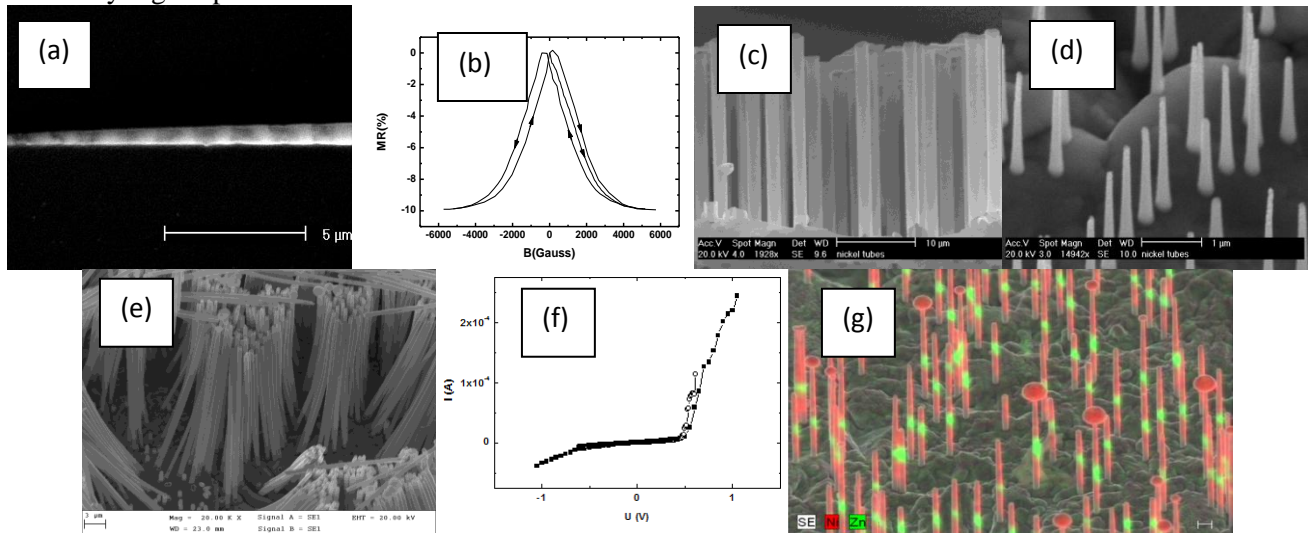 (a)
5 µm
(b)
MR(%)
0
-2
-4
-6
-8
-10
-6000 -4000 -2000 0 2000 4000 6000
B(Gauss)
(c)
Acc.V Spot Magn Det WD 10 µm
20.0 kV 4.0 1928x SE 9.6 nickel tubes
(d)
Acc.V Spot Magn Det WD 1 µm
20.0 kV 3.0 14942x SE 10.0 nickel tubes
(e)
3 µm
Mag = 20.00 K X Signal A = SE1 EHT = 20.00 kV
WD = 23.0 mm Signal B = SE1
(f)
I (A)
2x10⁻⁴
1x10⁻⁴
0
-1 0 1
U (V)
(g)
SE Ni Zn